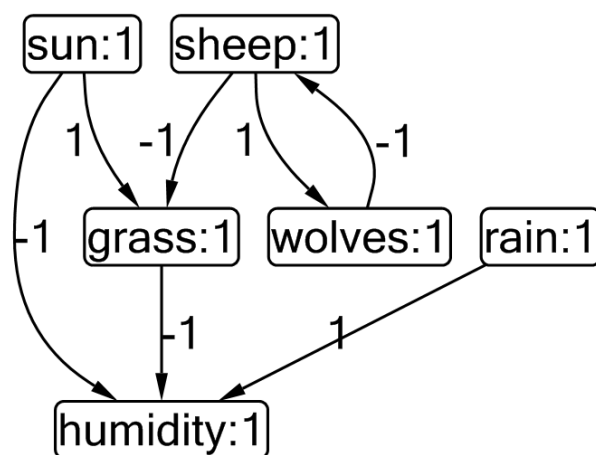 sun:1 sheep:1
1 -1 1 -1
grass:1 wolves:1 rain:1
-1
-1 1
humidity:1